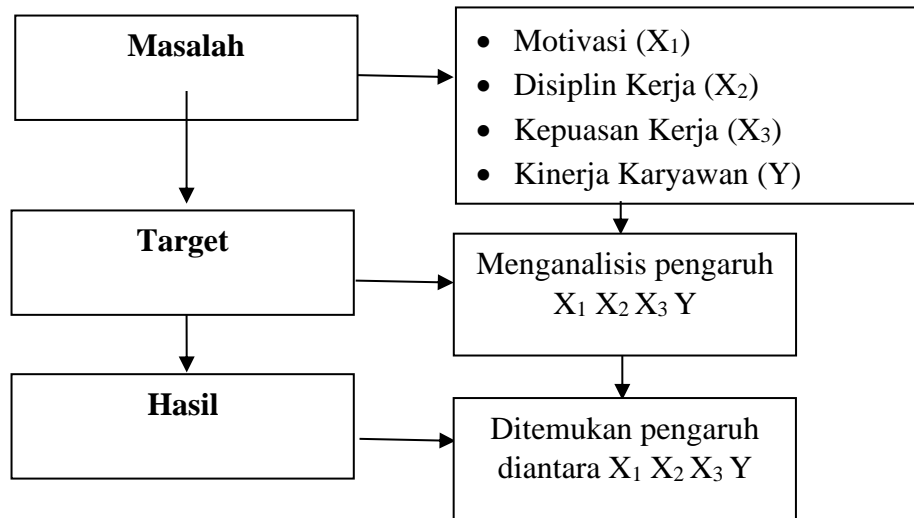 Masalah
• Motivasi (X₁)
• Disiplin Kerja (X₂)
• Kepuasan Kerja (X₃)
• Kinerja Karyawan (Y)
Target
Menganalisis pengaruh
X₁ X₂ X₃ Y
Hasil
Ditemukan pengaruh
diantara X₁ X₂ X₃ Y